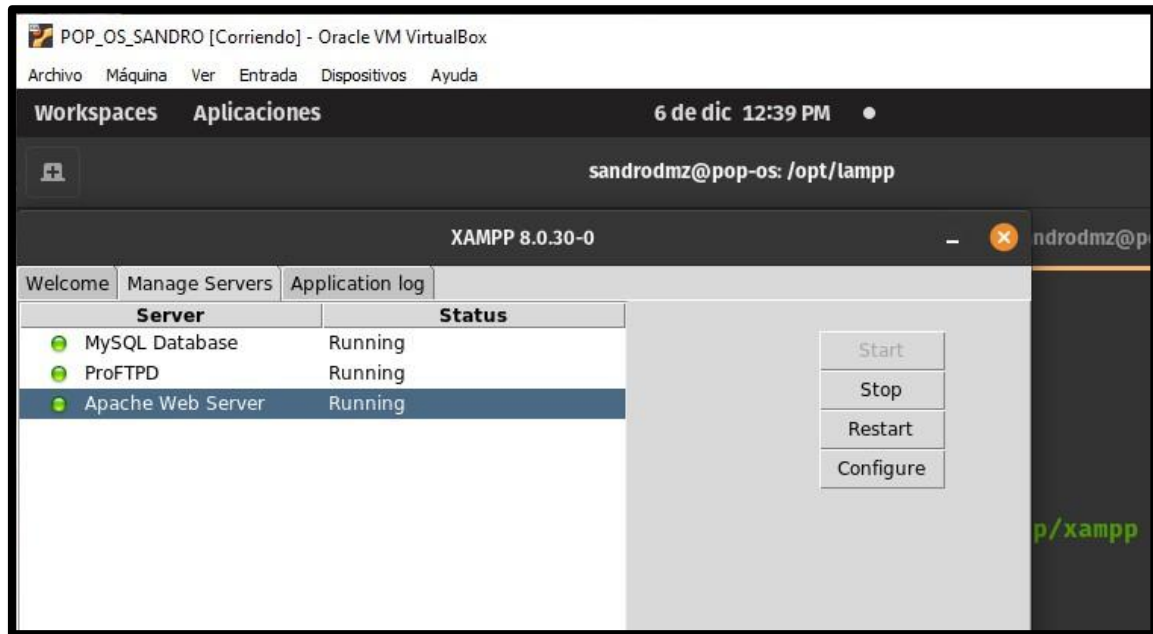 POP_OS_SANDRO [Corriendo] - Oracle VM VirtualBox
Archivo Máquina Ver Entrada Dispositivos Ayuda
Workspaces Aplicaciones 6 de dic 12:39 PM
sandrodmz@pop-os: /opt/lampp
XAMPP 8.0.30-0
ndrodmz@p
Welcome Manage Servers Application log
Server Status
MySQL Database Running
Start
ProFTPD Running
Stop
Apache Web Server Running
Restart
Configure
p/xampp